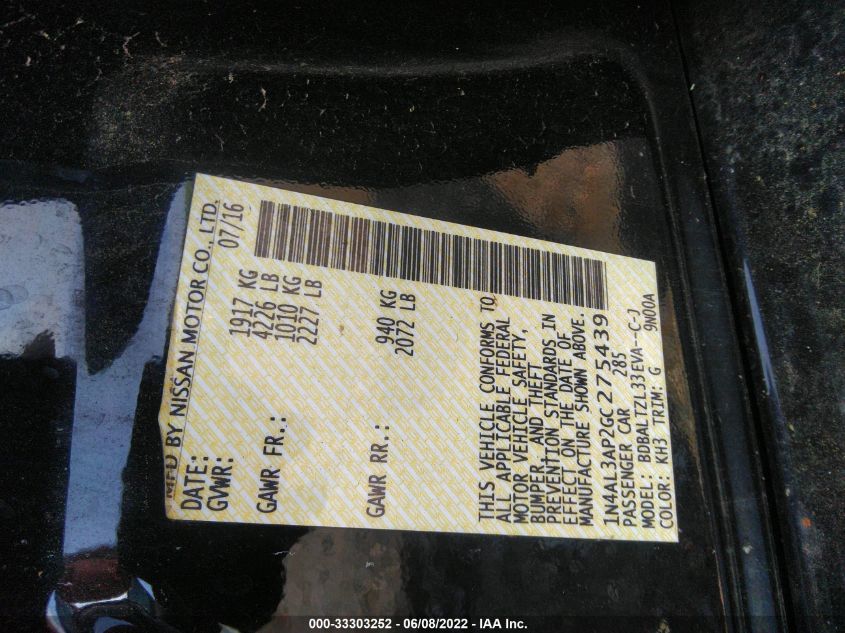 MFD BY NISSAN MOTOR CO., LTD.
DATE: 07/16
GVWR: 1917 KG
4226 LB
GAWR FR.: 1010 KG
2227 LB
GAWR RR.: 940 KG
2072 LB
THIS VEHICLE CONFORMS TO
ALL APPLICABLE FEDERAL
MOTOR VEHICLE SAFETY,
BUMPER, AND THEFT
PREVENTION STANDARDS IN
EFFECT ON THE DATE OF
MANUFACTURE SHOWN ABOVE.
1N4AL3AP2GC275439
PASSENGER CAR 285
MODEL: BDBALTZL33EVA--C-J
COLOR: KH3 TRIM: G 9N00A
000-33303252 - 06/08/2022 - IAA Inc.